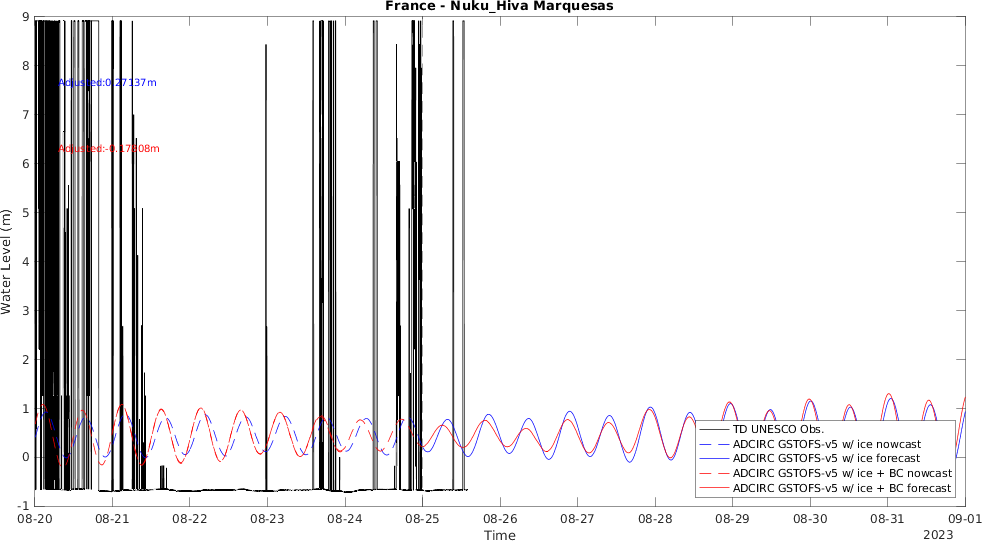 France - Nuku_Hiva Marquesas
9
8
7
6
5
4
3
2
1
0
-1
Water Level (m)
Adjusted:0.27137m
Adjusted:-0.17608m
TD UNESCO Obs.
ADCIRC GSTOFS-v5 w/ ice nowcast
ADCIRC GSTOFS-v5 w/ ice forecast
ADCIRC GSTOFS-v5 w/ ice + BC nowcast
ADCIRC GSTOFS-v5 w/ ice + BC forecast
08-20 08-21 08-22 08-23 08-24 08-25 08-26 08-27 08-28 08-29 08-30 08-31 09-01
Time
2023